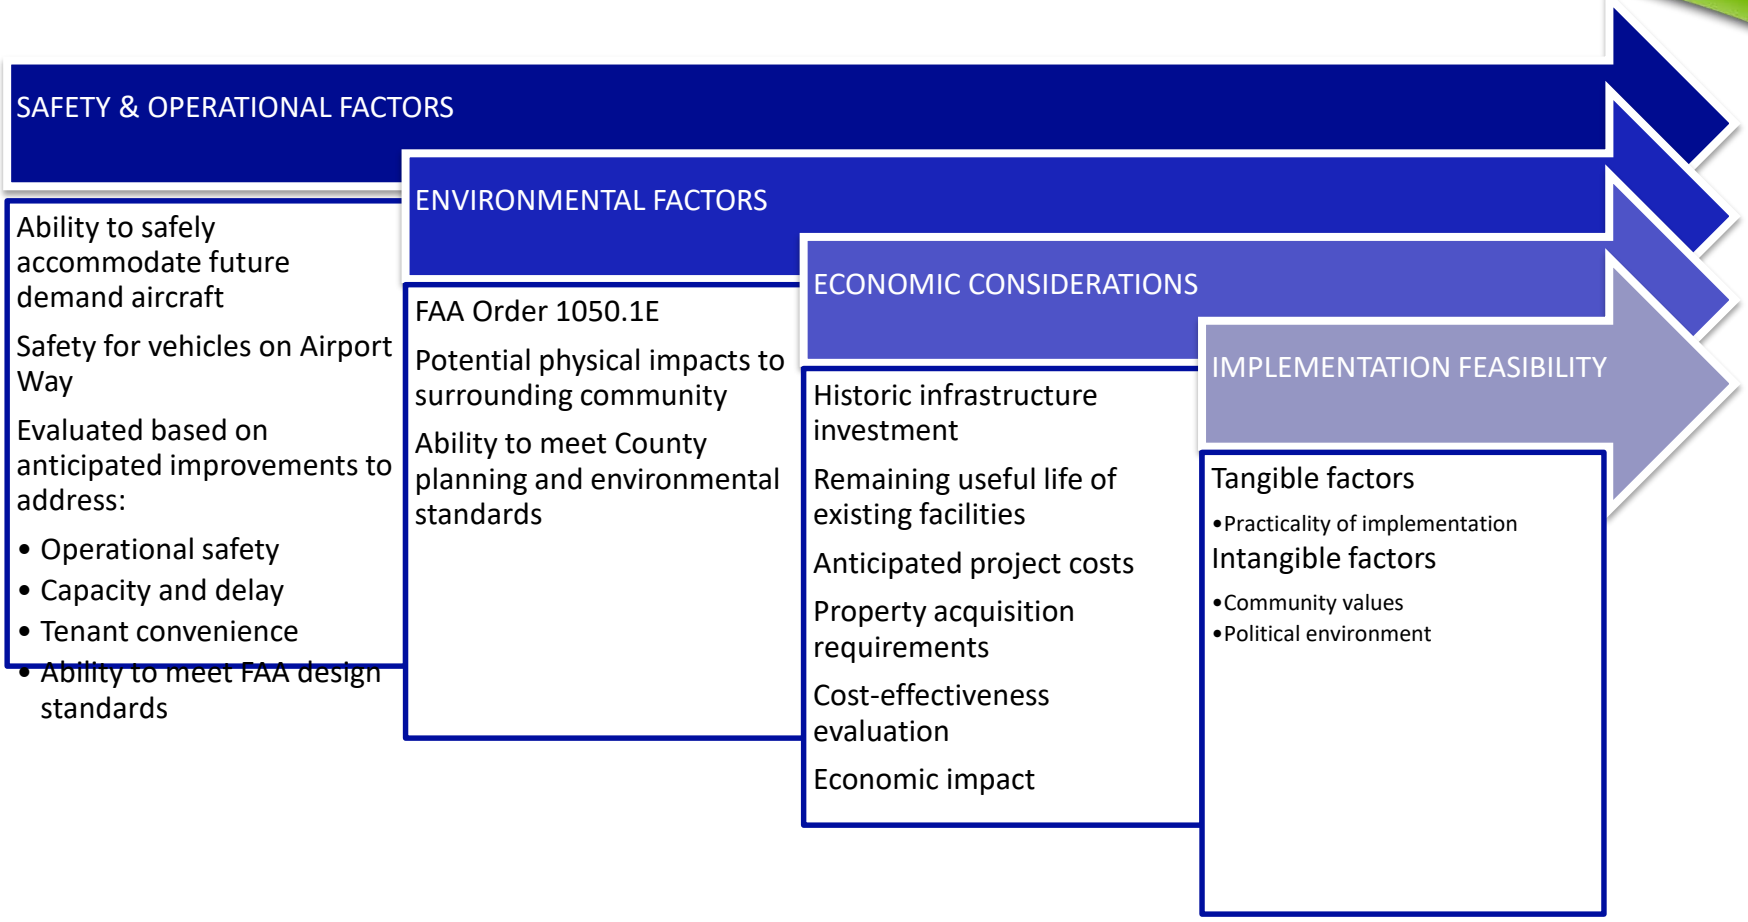 SAFETY & OPERATIONAL FACTORS
Ability to safely
accommodate future
demand aircraft
Safety for vehicles on Airport
Way
Evaluated based on
anticipated improvements to
address:
• Operational safety
• Capacity and delay
• Tenant convenience
• Ability to meet FAA design
standards
ENVIRONMENTAL FACTORS
FAA Order 1050.1E
Potential physical impacts to
surrounding community
Ability to meet County
planning and environmental
standards
ECONOMIC CONSIDERATIONS
Historic infrastructure
investment
Remaining useful life of
existing facilities
Anticipated project costs
Property acquisition
requirements
Cost-effectiveness
evaluation
Economic impact
IMPLEMENTATION FEASIBILITY
Tangible factors
•Practicality of implementation
Intangible factors
•Community values
•Political environment